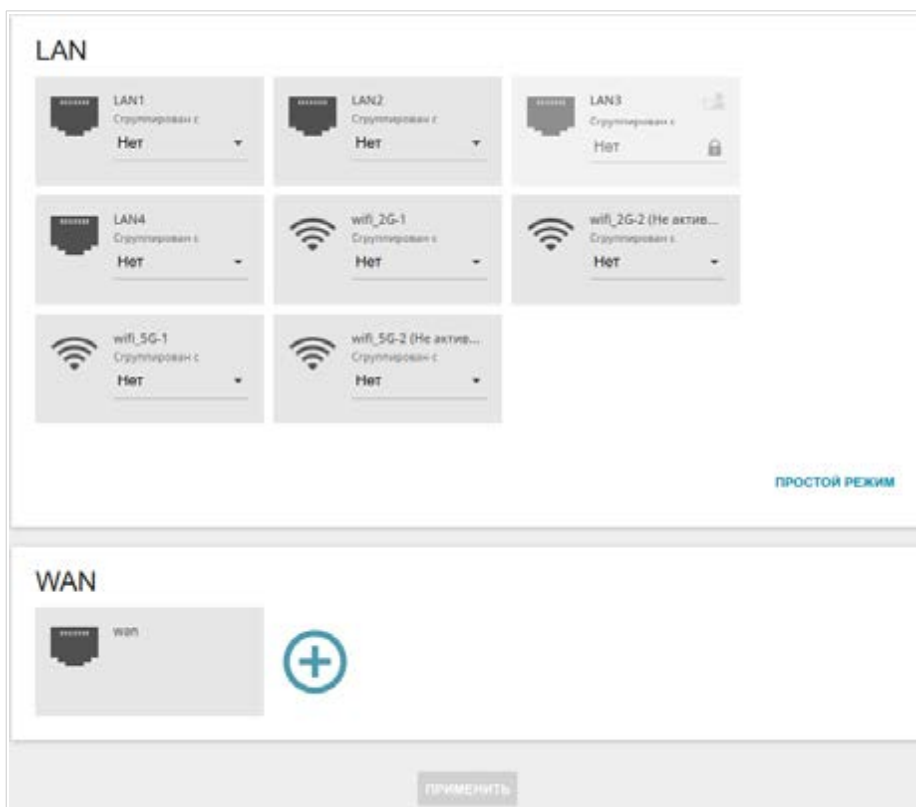 LAN
LAN1
Сгруппирован с
Нет
LAN2
Сгруппирован с
Нет
LAN3
Сгруппирован с
Нет
LAN4
Сгруппирован с
Нет
wifi_2G-1
Сгруппирован с
Нет
wifi_2G-2 (Не актив...
Сгруппирован с
Нет
wifi_5G-1
Сгруппирован с
Нет
wifi_5G-2 (Не актив...
Сгруппирован с
Нет
ПРОСТОЙ РЕЖИМ
WAN
wan
ПРИМЕНИТЬ